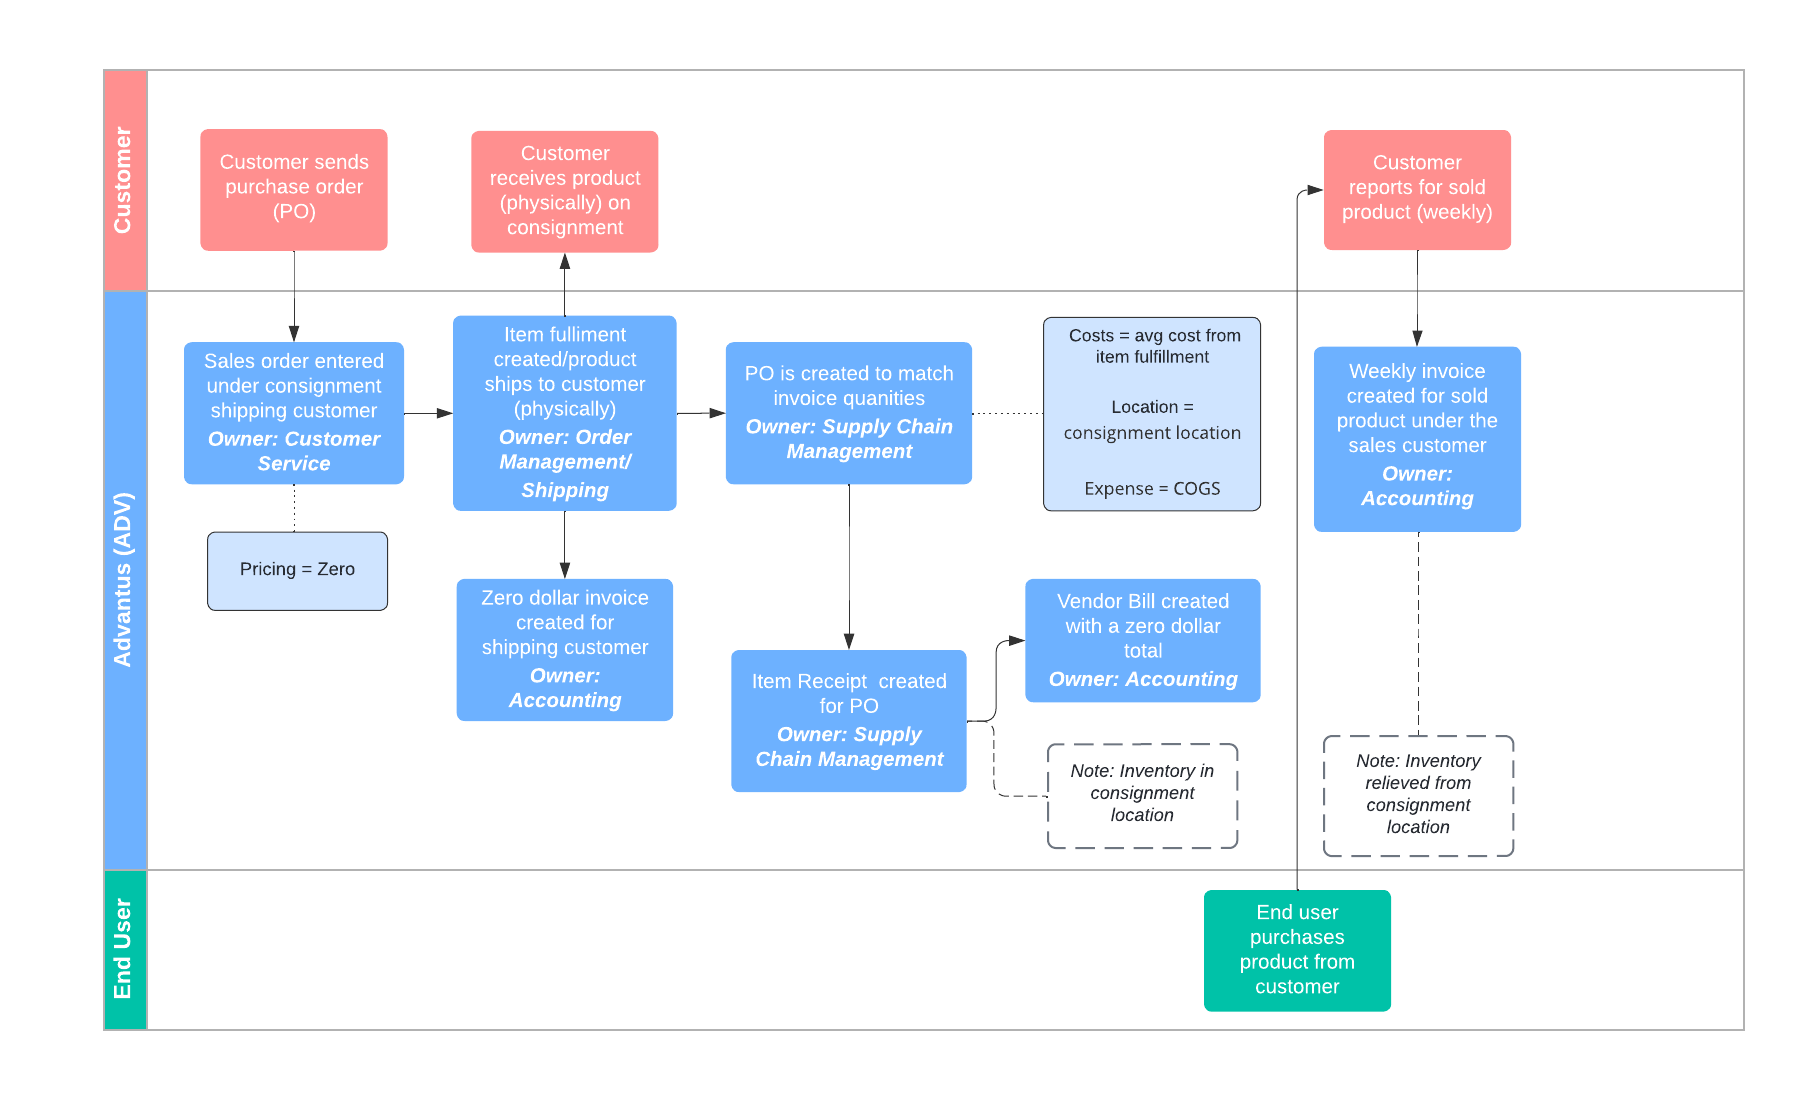 Customer
Customer sends
purchase order
(PO)
Customer
receives product
(physically) on
consignment
Customer
reports for sold
product (weekly)
Advantus (ADV)
Sales order entered
under consignment
shipping customer
Owner: Customer
Service
Pricing = Zero
Item fulliment
created/product
ships to customer
(physically)
Owner: Order
Management/
Shipping
Zero dollar invoice
created for
shipping customer
Owner:
Accounting
PO is created to match
invoice quanities
Owner: Supply Chain
Management
Costs = avg cost from
item fulfillment
Location =
consignment location
Expense = COGS
Item Receipt  created
for PO
Owner: Supply
Chain Management
Vendor Bill created
with a zero dollar
total
Owner: Accounting
Note: Inventory in
consignment
location
Weekly invoice
created for sold
product under the
sales customer
Owner:
Accounting
Note: Inventory
relieved from
consignment
location
End User
End user
purchases
product from
customer